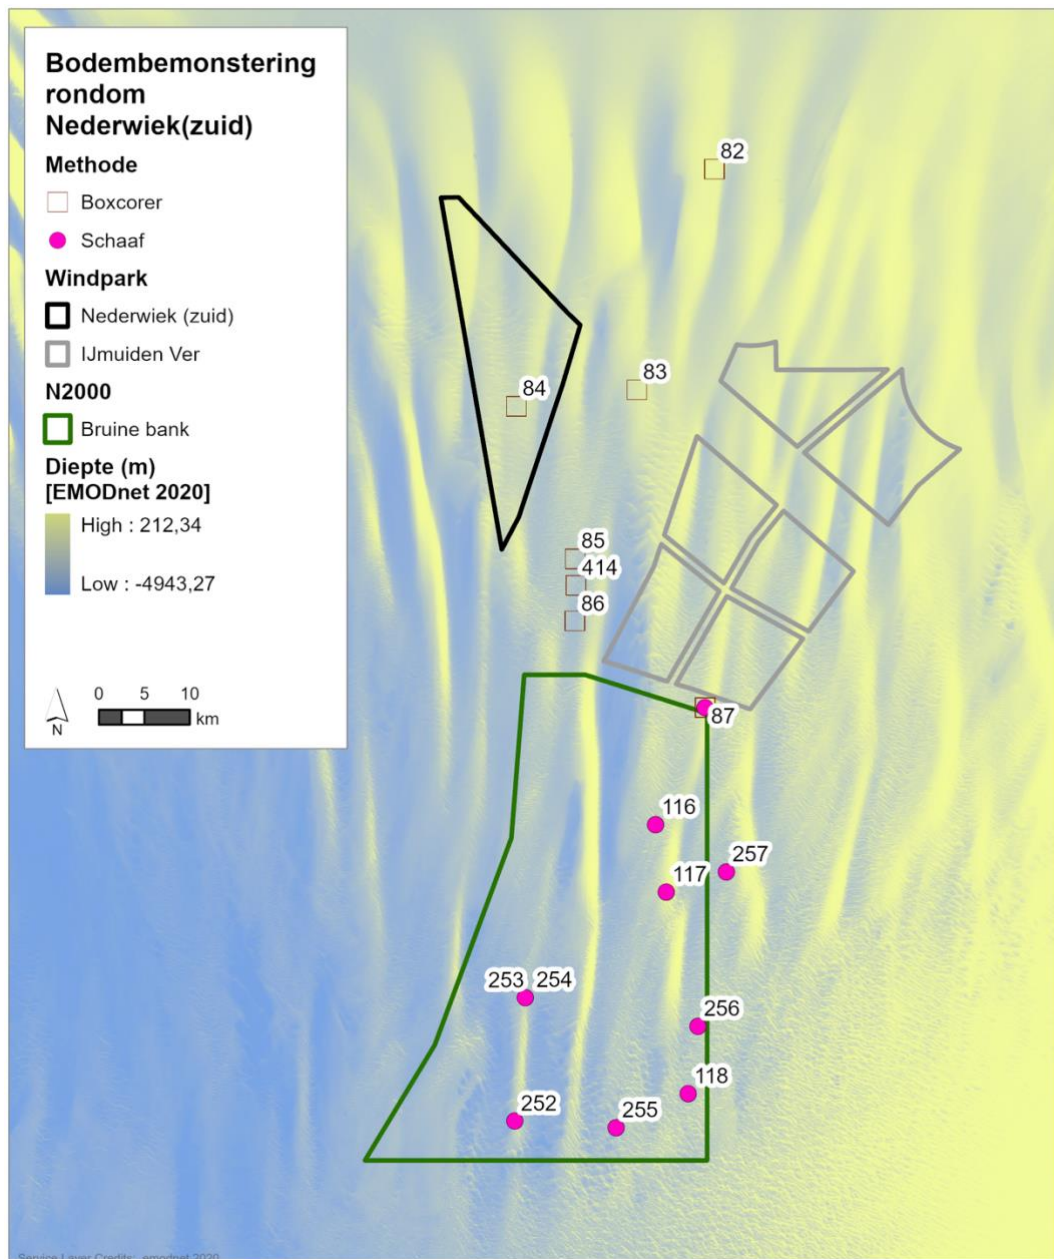 Bodembemonstering
rondom
Nederwiek(zuid)
Methode
Boxcorer
Schaaf
Windpark
Nederwiek (zuid)
IJmuiden Ver
N2000
Bruine bank
Diepte (m)
[EMODnet 2020]
High : 212,34
Low : -4943,27
N
0 5 10
km
82
83
84
85
414
86
87
116
257
117
253 254
256
118
252
255
Service Layer Credits: emodnet 2020